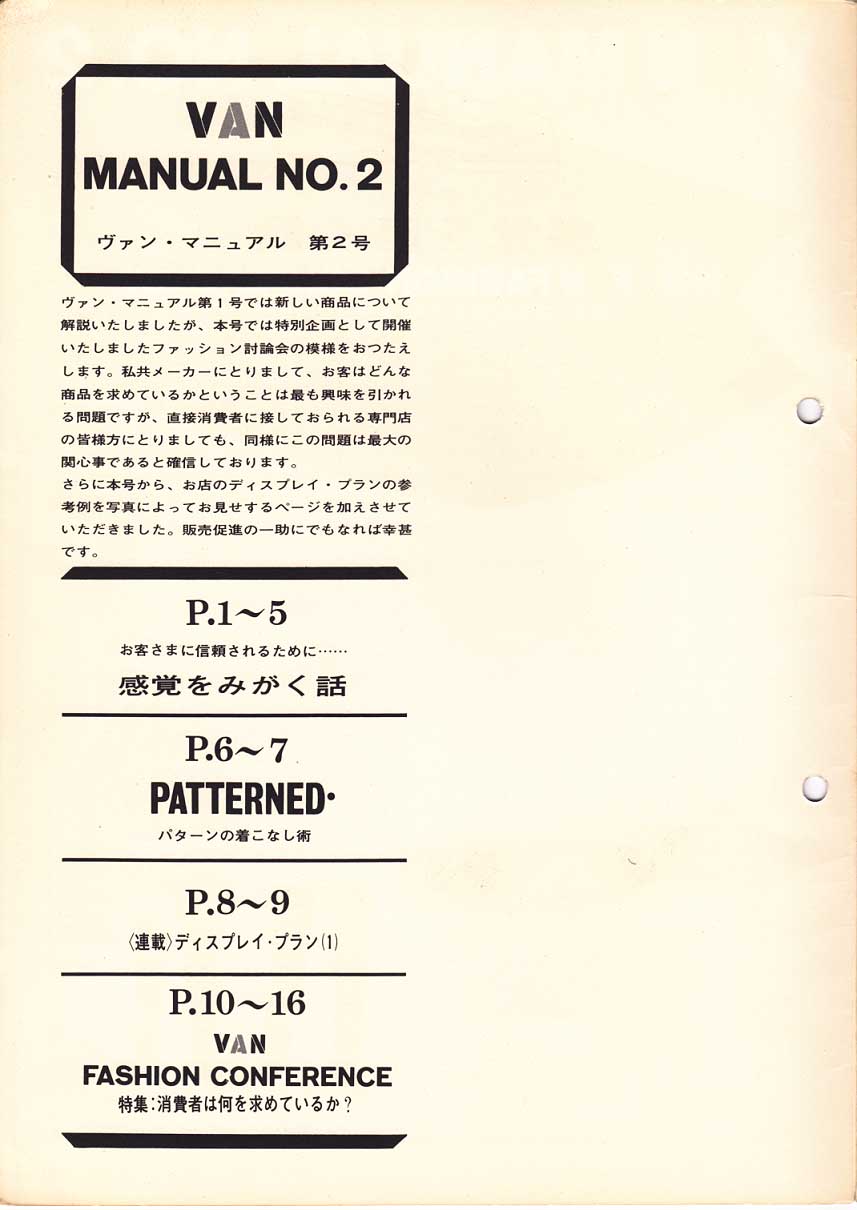 VAN
MANUAL NO. 2
ヴァン・マニュアル　第2号
ヴァン・マニュアル第1号では新しい商品について
解説いたしましたが、本号では特別企画として開催
いたしましたファッション討論会の模様をおつたえ
します。私共メーカーにとりまして、お客はどんな
商品を求めているかということは最も興味を引かれ
る問題ですが、直接消費者に接しておられる専門店
の皆様方にとりましても、同様にこの問題は最大の
関心事であると確信しております。
さらに本号から、お店のディスプレイ・プランの参
考例を写真によってお見せするページを加えさせて
いただきました。販売促進の一助にでもなれば幸甚
です。
P.1〜5
お客さまに信頼されるために……
感覚をみがく話
P.6〜7
PATTERNED・
パターンの着こなし術
P.8〜9
〈連載〉ディスプレイ・プラン(1)
P.10〜16
VAN
FASHION CONFERENCE
特集：消費者は何を求めているか？